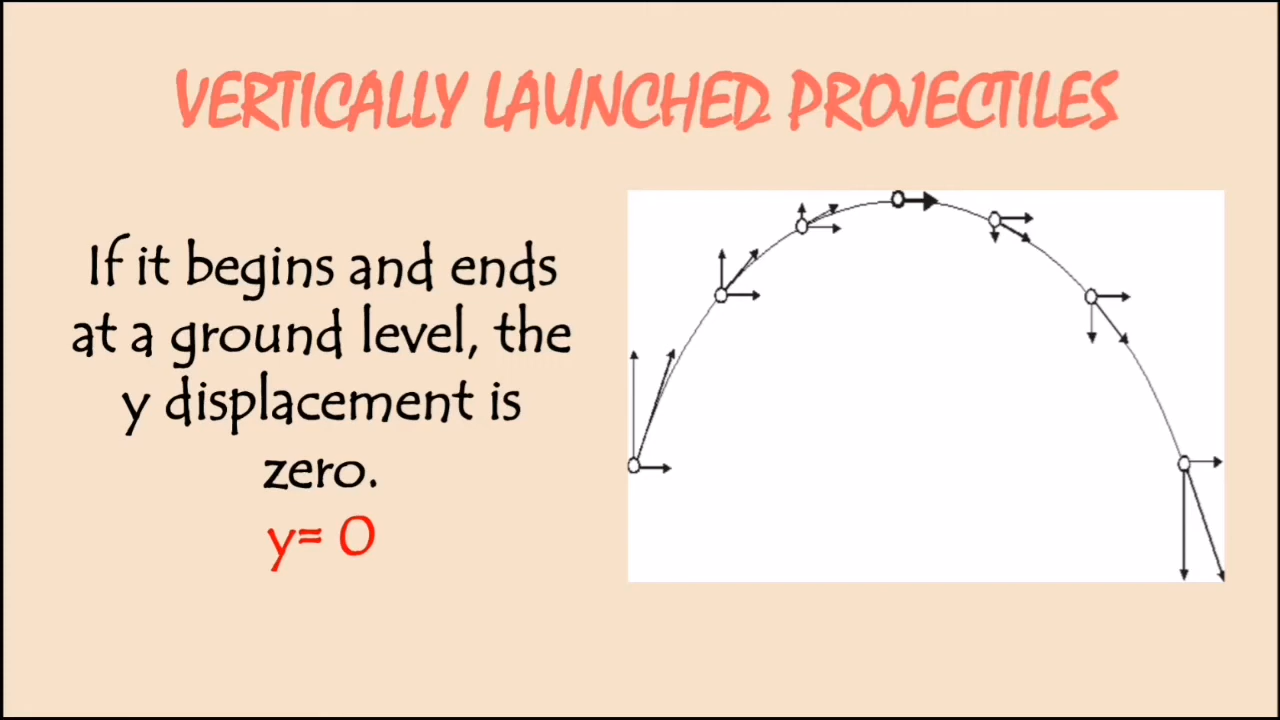 VERTICALLY LAUNCHED PROJECTILES
If it begins and ends
at a ground level, the
y displacement is
zero.
y= 0